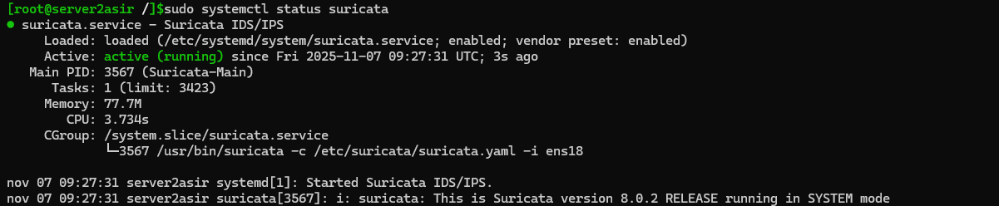 [root@server2asir /]$sudo systemctl status suricata
● suricata.service - Suricata IDS/IPS
     Loaded: loaded (/etc/systemd/system/suricata.service; enabled; vendor preset: enabled)
     Active: active (running) since Fri 2025-11-07 09:27:31 UTC; 3s ago
   Main PID: 3567 (Suricata-Main)
      Tasks: 1 (limit: 3423)
     Memory: 77.7M
        CPU: 3.734s
     CGroup: /system.slice/suricata.service
             └─3567 /usr/bin/suricata -c /etc/suricata/suricata.yaml -i ens18

nov 07 09:27:31 server2asir systemd[1]: Started Suricata IDS/IPS.
nov 07 09:27:31 server2asir suricata[3567]: i: suricata: This is Suricata version 8.0.2 RELEASE running in SYSTEM mode